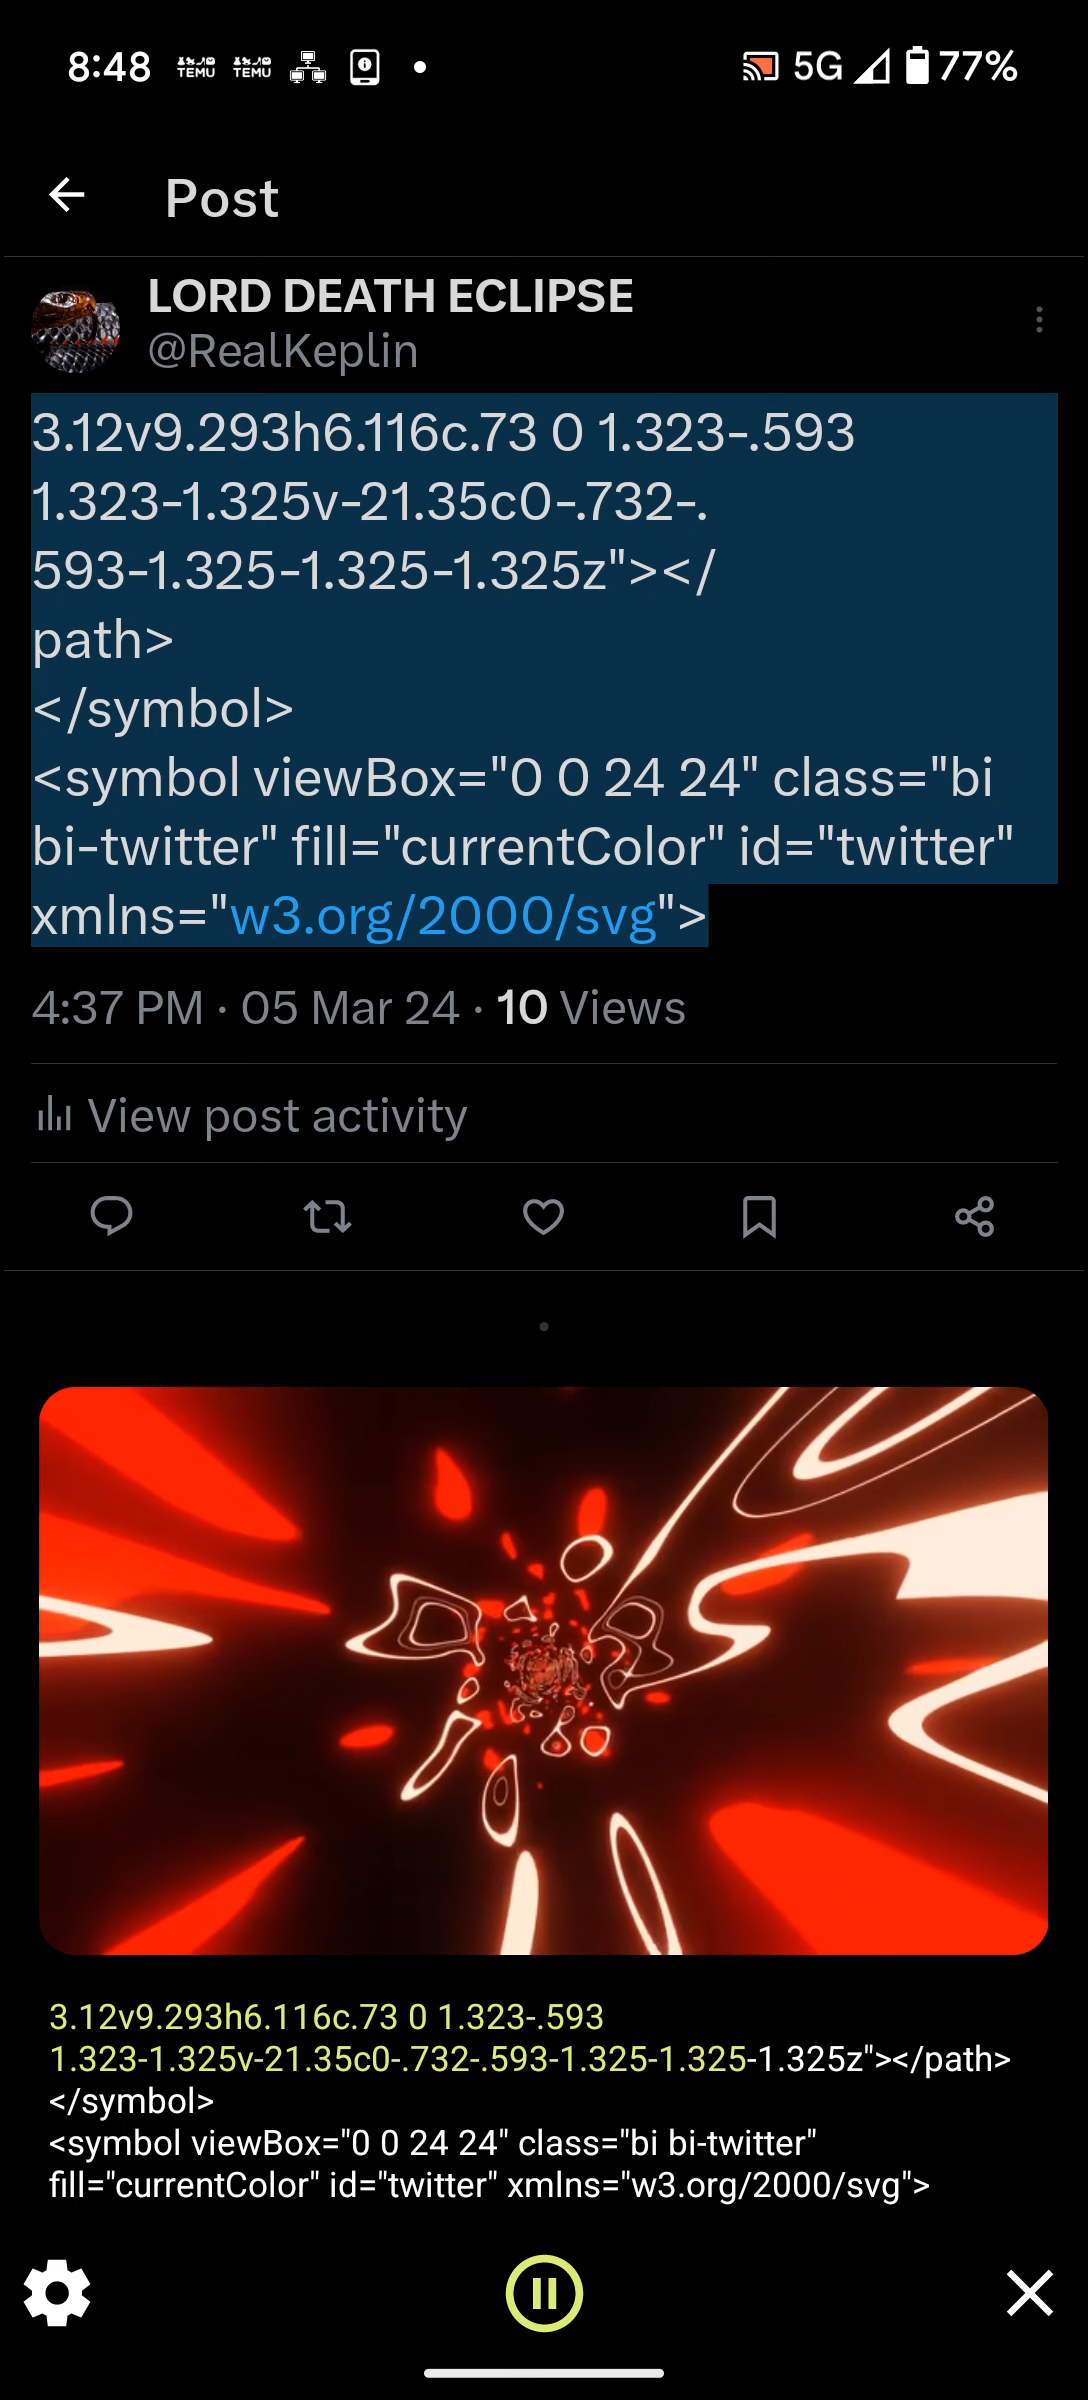 8:48 TEMU TEMU 5G 77%
Post
LORD DEATH ECLIPSE
@RealKeplin
3.12v9.293h6.116c.73 0 1.323-.593
1.323-1.325v-21.35c0-.732-.
593-1.325-1.325-1.325z"></
path>
</symbol>
<symbol viewBox="0 0 24 24" class="bi
bi-twitter" fill="currentColor" id="twitter"
xmlns="w3.org/2000/svg">
4:37 PM · 05 Mar 24 · 10 Views
View post activity
3.12v9.293h6.116c.73 0 1.323-.593
1.323-1.325v-21.35c0-.732-.593-1.325-1.325-1.325z"></path>
</symbol>
<symbol viewBox="0 0 24 24" class="bi bi-twitter"
fill="currentColor" id="twitter" xmlns="w3.org/2000/svg">